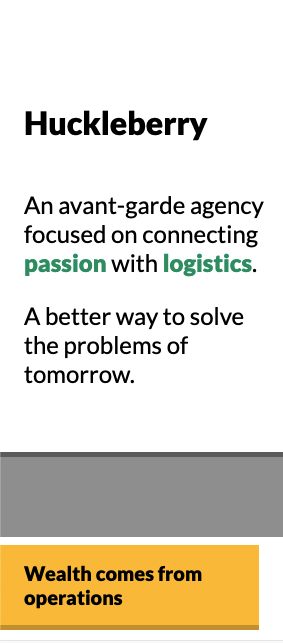 Huckleberry
An avant-garde agency
focused on connecting
passion with logistics.
A better way to solve
the problems of
tomorrow.
Wealth comes from
operations